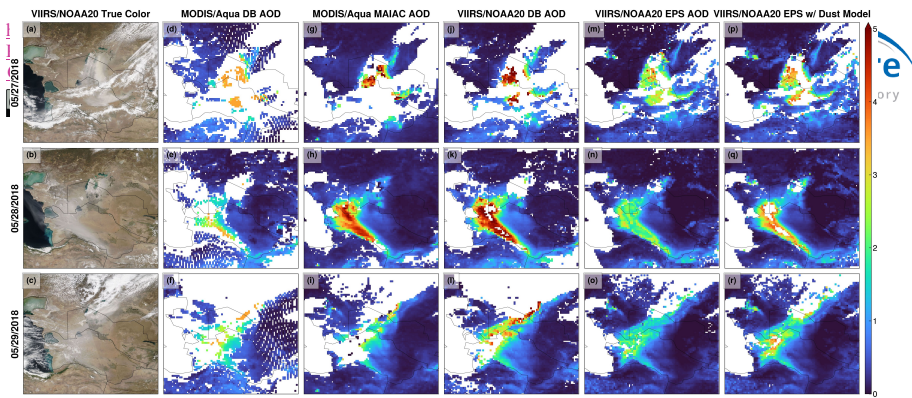 VIIRS/NOAA20 True Color MODIS/Aqua DB AOD MODIS/Aqua MAIAC AOD VIIRS/NOAA20 DB AOD VIIRS/NOAA20 EPS AOD VIIRS/NOAA20 EPS w/ Dust Model
(a) (d) (g) (j) (m) (p)
05/27/2018
(b) (e) (h) (k) (n) (q)
05/28/2018
(c) (f) (i) (l) (o) (r)
05/29/2018
5
4
3
2
1
0
re
ory